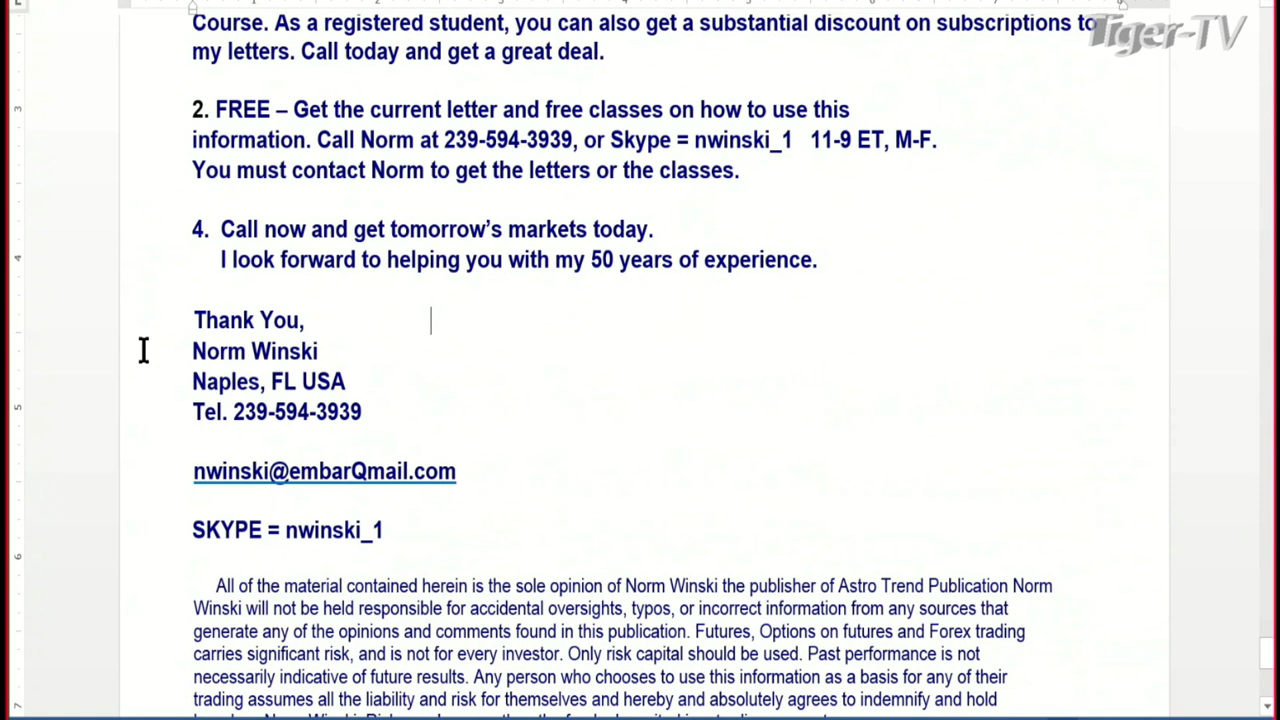 Course. As a registered student, you can also get a substantial discount on subscriptions to
my letters. Call today and get a great deal.
Tiger-TV
2. FREE – Get the current letter and free classes on how to use this
information. Call Norm at 239-594-3939, or Skype = nwinski_1 11-9 ET, M-F.
You must contact Norm to get the letters or the classes.
4. Call now and get tomorrow's markets today.
I look forward to helping you with my 50 years of experience.
Thank You,
Norm Winski
Naples, FL USA
Tel. 239-594-3939
nwinski@embarQmail.com
SKYPE = nwinski_1
All of the material contained herein is the sole opinion of Norm Winski the publisher of Astro Trend Publication Norm
Winski will not be held responsible for accidental oversights, typos, or incorrect information from any sources that
generate any of the opinions and comments found in this publication. Futures, Options on futures and Forex trading
carries significant risk, and is not for every investor. Only risk capital should be used. Past performance is not
necessarily indicative of future results. Any person who chooses to use this information as a basis for any of their
trading assumes all the liability and risk for themselves and hereby and absolutely agrees to indemnify and hold